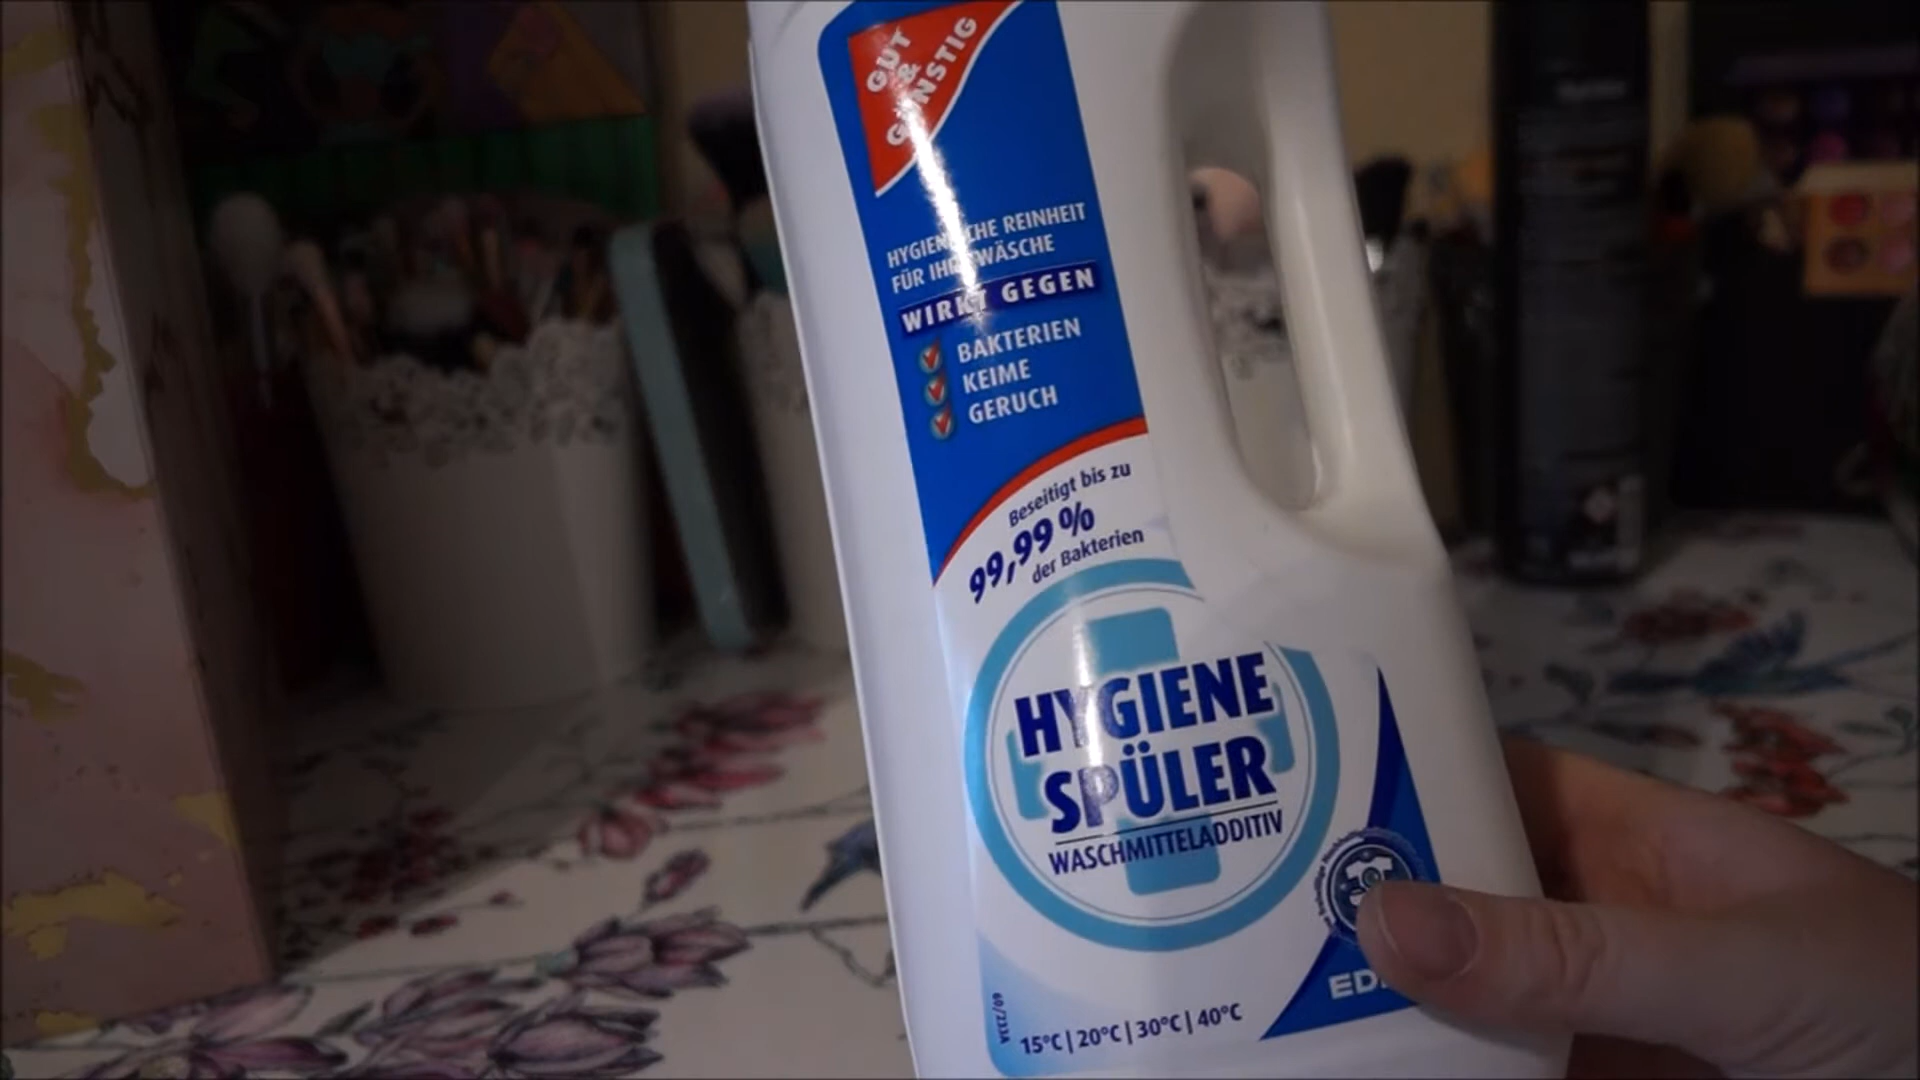 GUT
&
GÜNSTIG
HYGIENISCHE REINHEIT
FÜR IHRE WÄSCHE
WIRKT GEGEN
BAKTERIEN
KEIME
GERUCH
Beseitigt bis zu
99,99 %
der Bakterien
HYGIENE
SPÜLER
WASCHMITTELADDITIV
15°C | 20°C | 30°C | 40°C